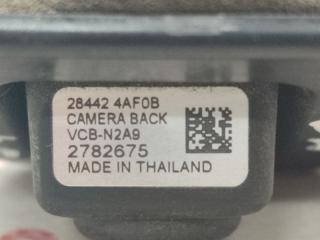 28442 4AF0B
CAMERA BACK
VCB-N2A9
2782675
MADE IN THAILAND